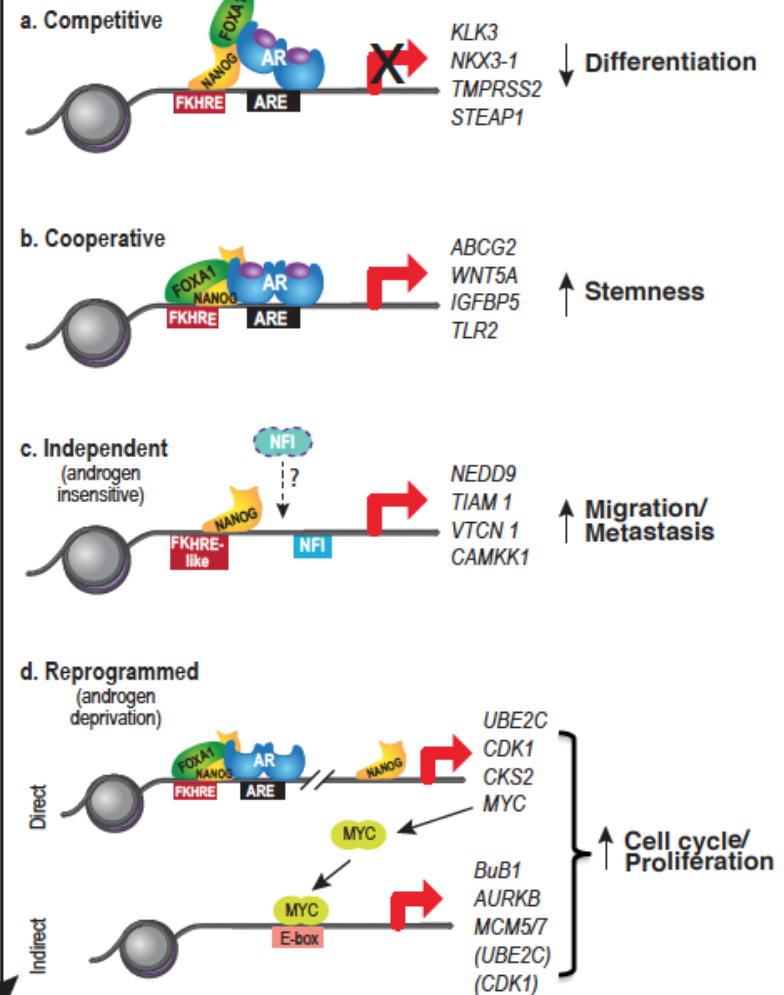 a. Competitive
FOXA1
NANOG
AR
FKHRE
ARE
X
KLK3
NKX3-1
TMPRSS2
STEAP1
Differentiation
b. Cooperative
FOXA1
NANOG
AR
FKHRE
ARE
ABCG2
WNT5A
IGFBP5
TLR2
Stemness
c. Independent
(androgen
insensitive)
NFI
?
NANOG
FKHRE-
like
NFI
NEDD9
TIAM 1
VTCN 1
CAMKK1
Migration/
Metastasis
d. Reprogrammed
(androgen
deprivation)
Direct
FOXA1
NANOG
AR
FKHRE
ARE
NANOG
UBE2C
CDK1
CKS2
MYC
MYC
Indirect
MYC
E-box
BuB1
AURKB
MCM5/7
(UBE2C)
(CDK1)
Cell cycle/
Proliferation